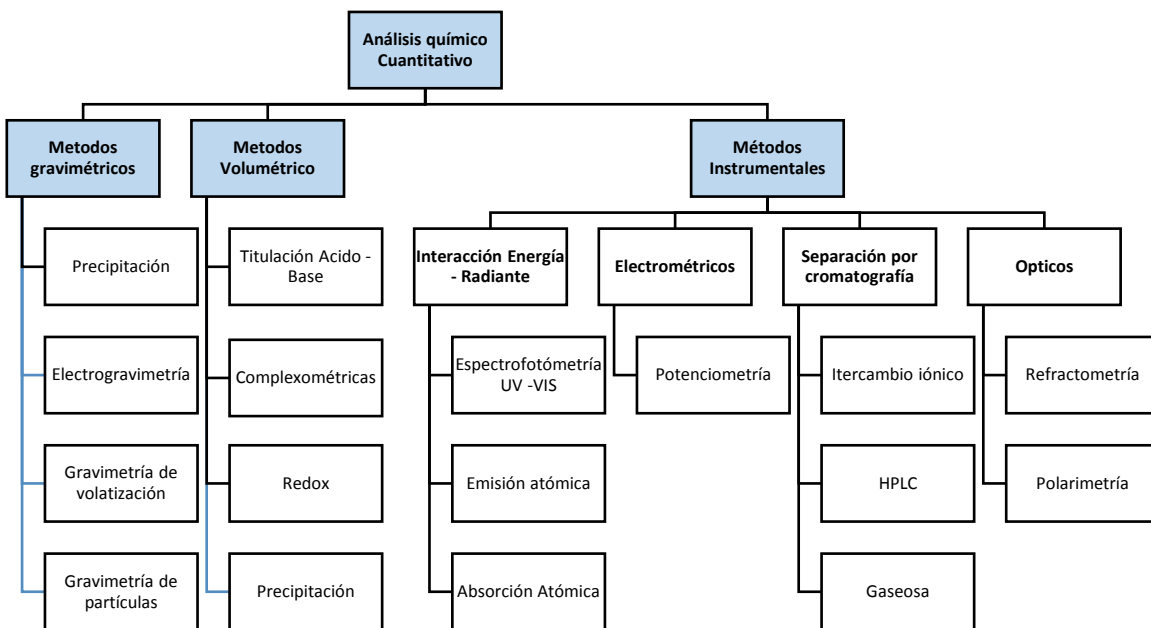 Análisis químico
Cuantitativo
Metodos
gravimétricos
Metodos
Volumétrico
Métodos
Instrumentales
Precipitación
Electrogravimetría
Gravimetría de
volatización
Gravimetría de
partículas
Titulación Acido -
Base
Complexométricas
Redox
Precipitación
Interacción Energía
- Radiante
Espectrofotómétría
UV -VIS
Emisión atómica
Absorción Atómica
Electrométricos
Potenciometría
Separación por
cromatografía
Itercambio iónico
HPLC
Gaseosa
Opticos
Refractometría
Polarimetría